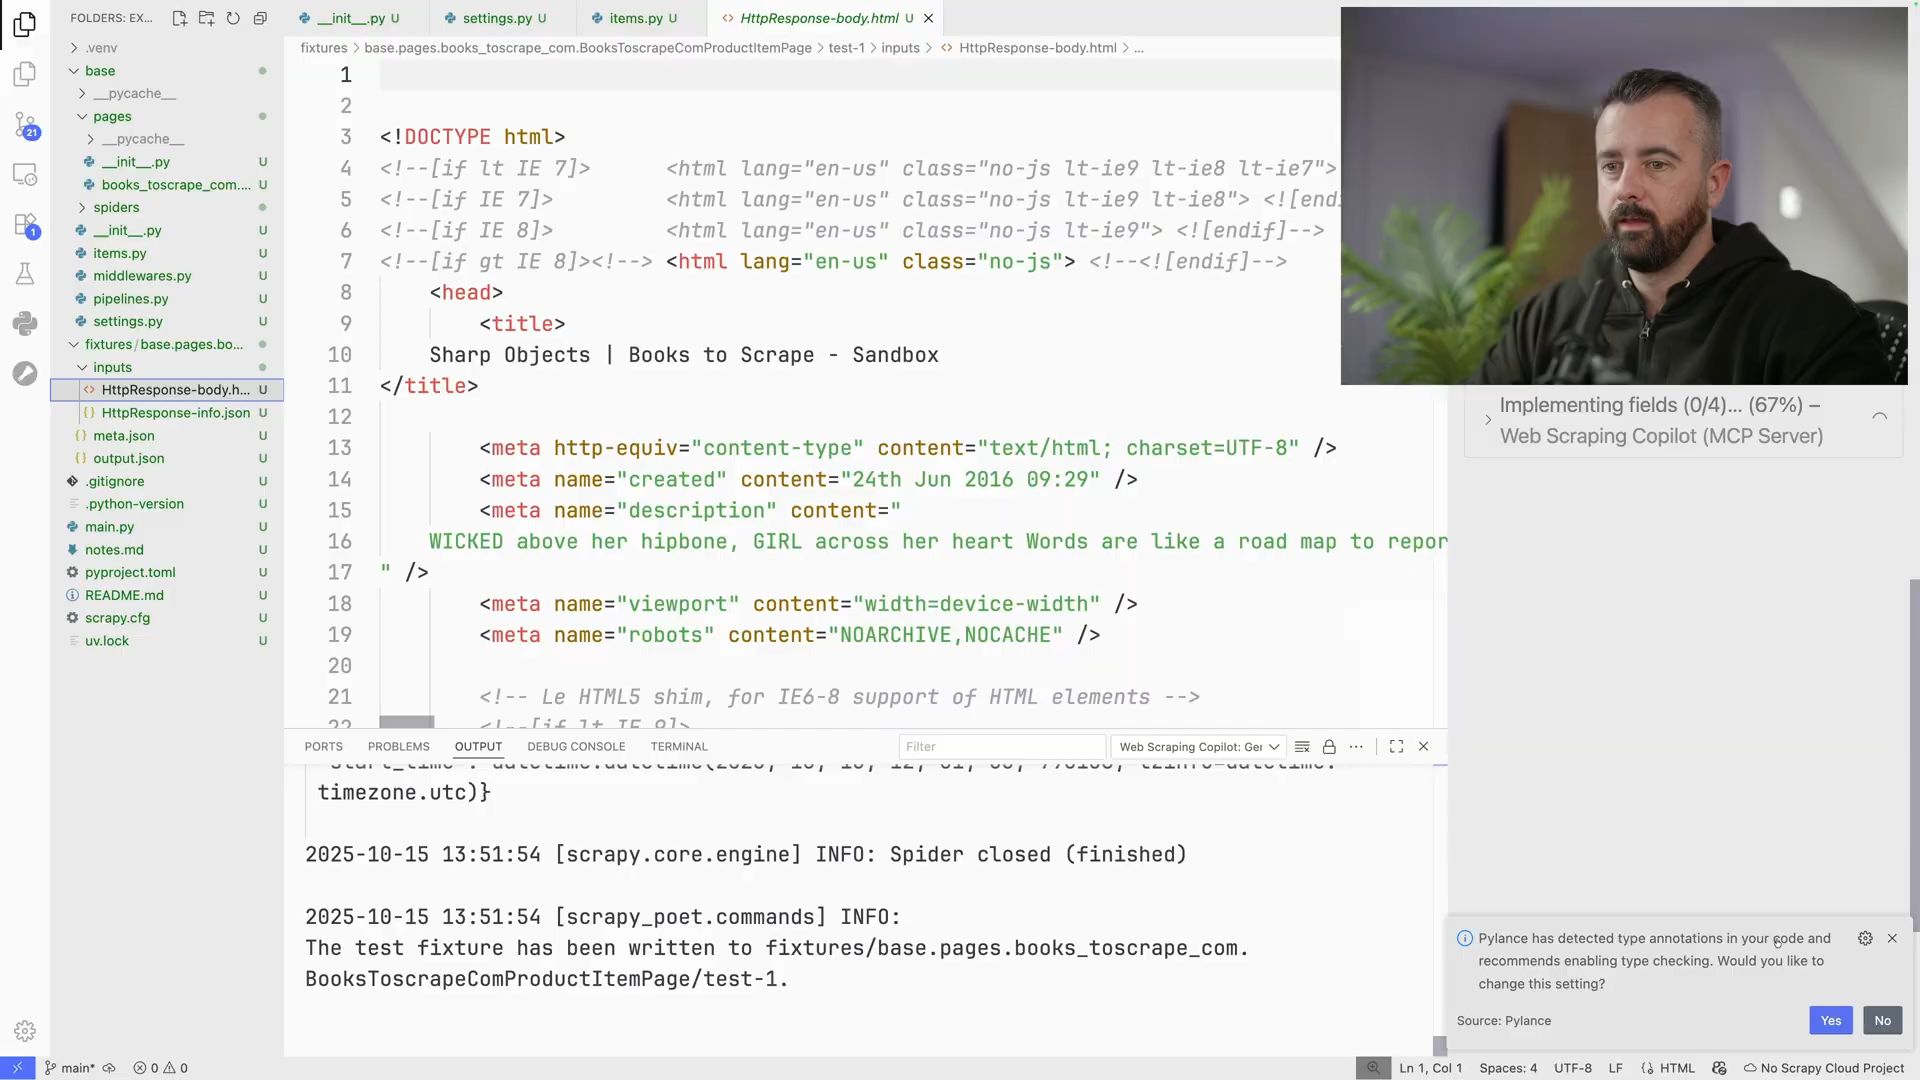 FOLDERS: EX...
.venv
base
__pycache__
pages
__pycache__
__init__.py U
books_toscrape_com.... U
spiders
__init__.py U
items.py U
middlewares.py U
pipelines.py U
settings.py U
fixtures / base.pages.bo...
inputs
HttpResponse-body.h... U
HttpResponse-info.json U
meta.json U
output.json U
.gitignore U
.python-version U
main.py U
notes.md U
pyproject.toml U
README.md U
scrapy.cfg U
uv.lock U
21
1
__init__.py U
settings.py U
items.py U
HttpResponse-body.html U
fixtures > base.pages.books_toscrape_com.BooksToscrapeComProductItemPage > test-1 > inputs > HttpResponse-body.html > ...
1
2
3 <!DOCTYPE html>
4 <!--[if lt IE 7]> <html lang="en-us" class="no-js lt-ie9 lt-ie8 lt-ie7">
5 <!--[if IE 7]> <html lang="en-us" class="no-js lt-ie9 lt-ie8"> <![endi
6 <!--[if IE 8]> <html lang="en-us" class="no-js lt-ie9"> <![endif]-->
7 <!--[if gt IE 8]><!--> <html lang="en-us" class="no-js"> <!--<![endif]-->
8 <head>
9 <title>
10 Sharp Objects | Books to Scrape - Sandbox
11 </title>
12
13 <meta http-equiv="content-type" content="text/html; charset=UTF-8" />
14 <meta name="created" content="24th Jun 2016 09:29" />
15 <meta name="description" content="
16 WICKED above her hipbone, GIRL across her heart Words are like a road map to repor
17 " />
18 <meta name="viewport" content="width=device-width" />
19 <meta name="robots" content="NOARCHIVE,NOCACHE" />
20
21 <!-- Le HTML5 shim, for IE6-8 support of HTML elements -->
22 <!--[if lt IE 9]>
PORTS PROBLEMS OUTPUT DEBUG CONSOLE TERMINAL
Filter
Web Scraping Copilot: Ger
timezone.utc)}
2025-10-15 13:51:54 [scrapy.core.engine] INFO: Spider closed (finished)
2025-10-15 13:51:54 [scrapy_poet.commands] INFO:
The test fixture has been written to fixtures/base.pages.books_toscrape_com.
BooksToscrapeComProductItemPage/test-1.
Implementing fields (0/4)... (67%) –
Web Scraping Copilot (MCP Server)
Pylance has detected type annotations in your code and
recommends enabling type checking. Would you like to
change this setting?
Source: Pylance
Yes
No
main* 0 0
Ln 1, Col 1 Spaces: 4 UTF-8 LF HTML No Scrapy Cloud Project